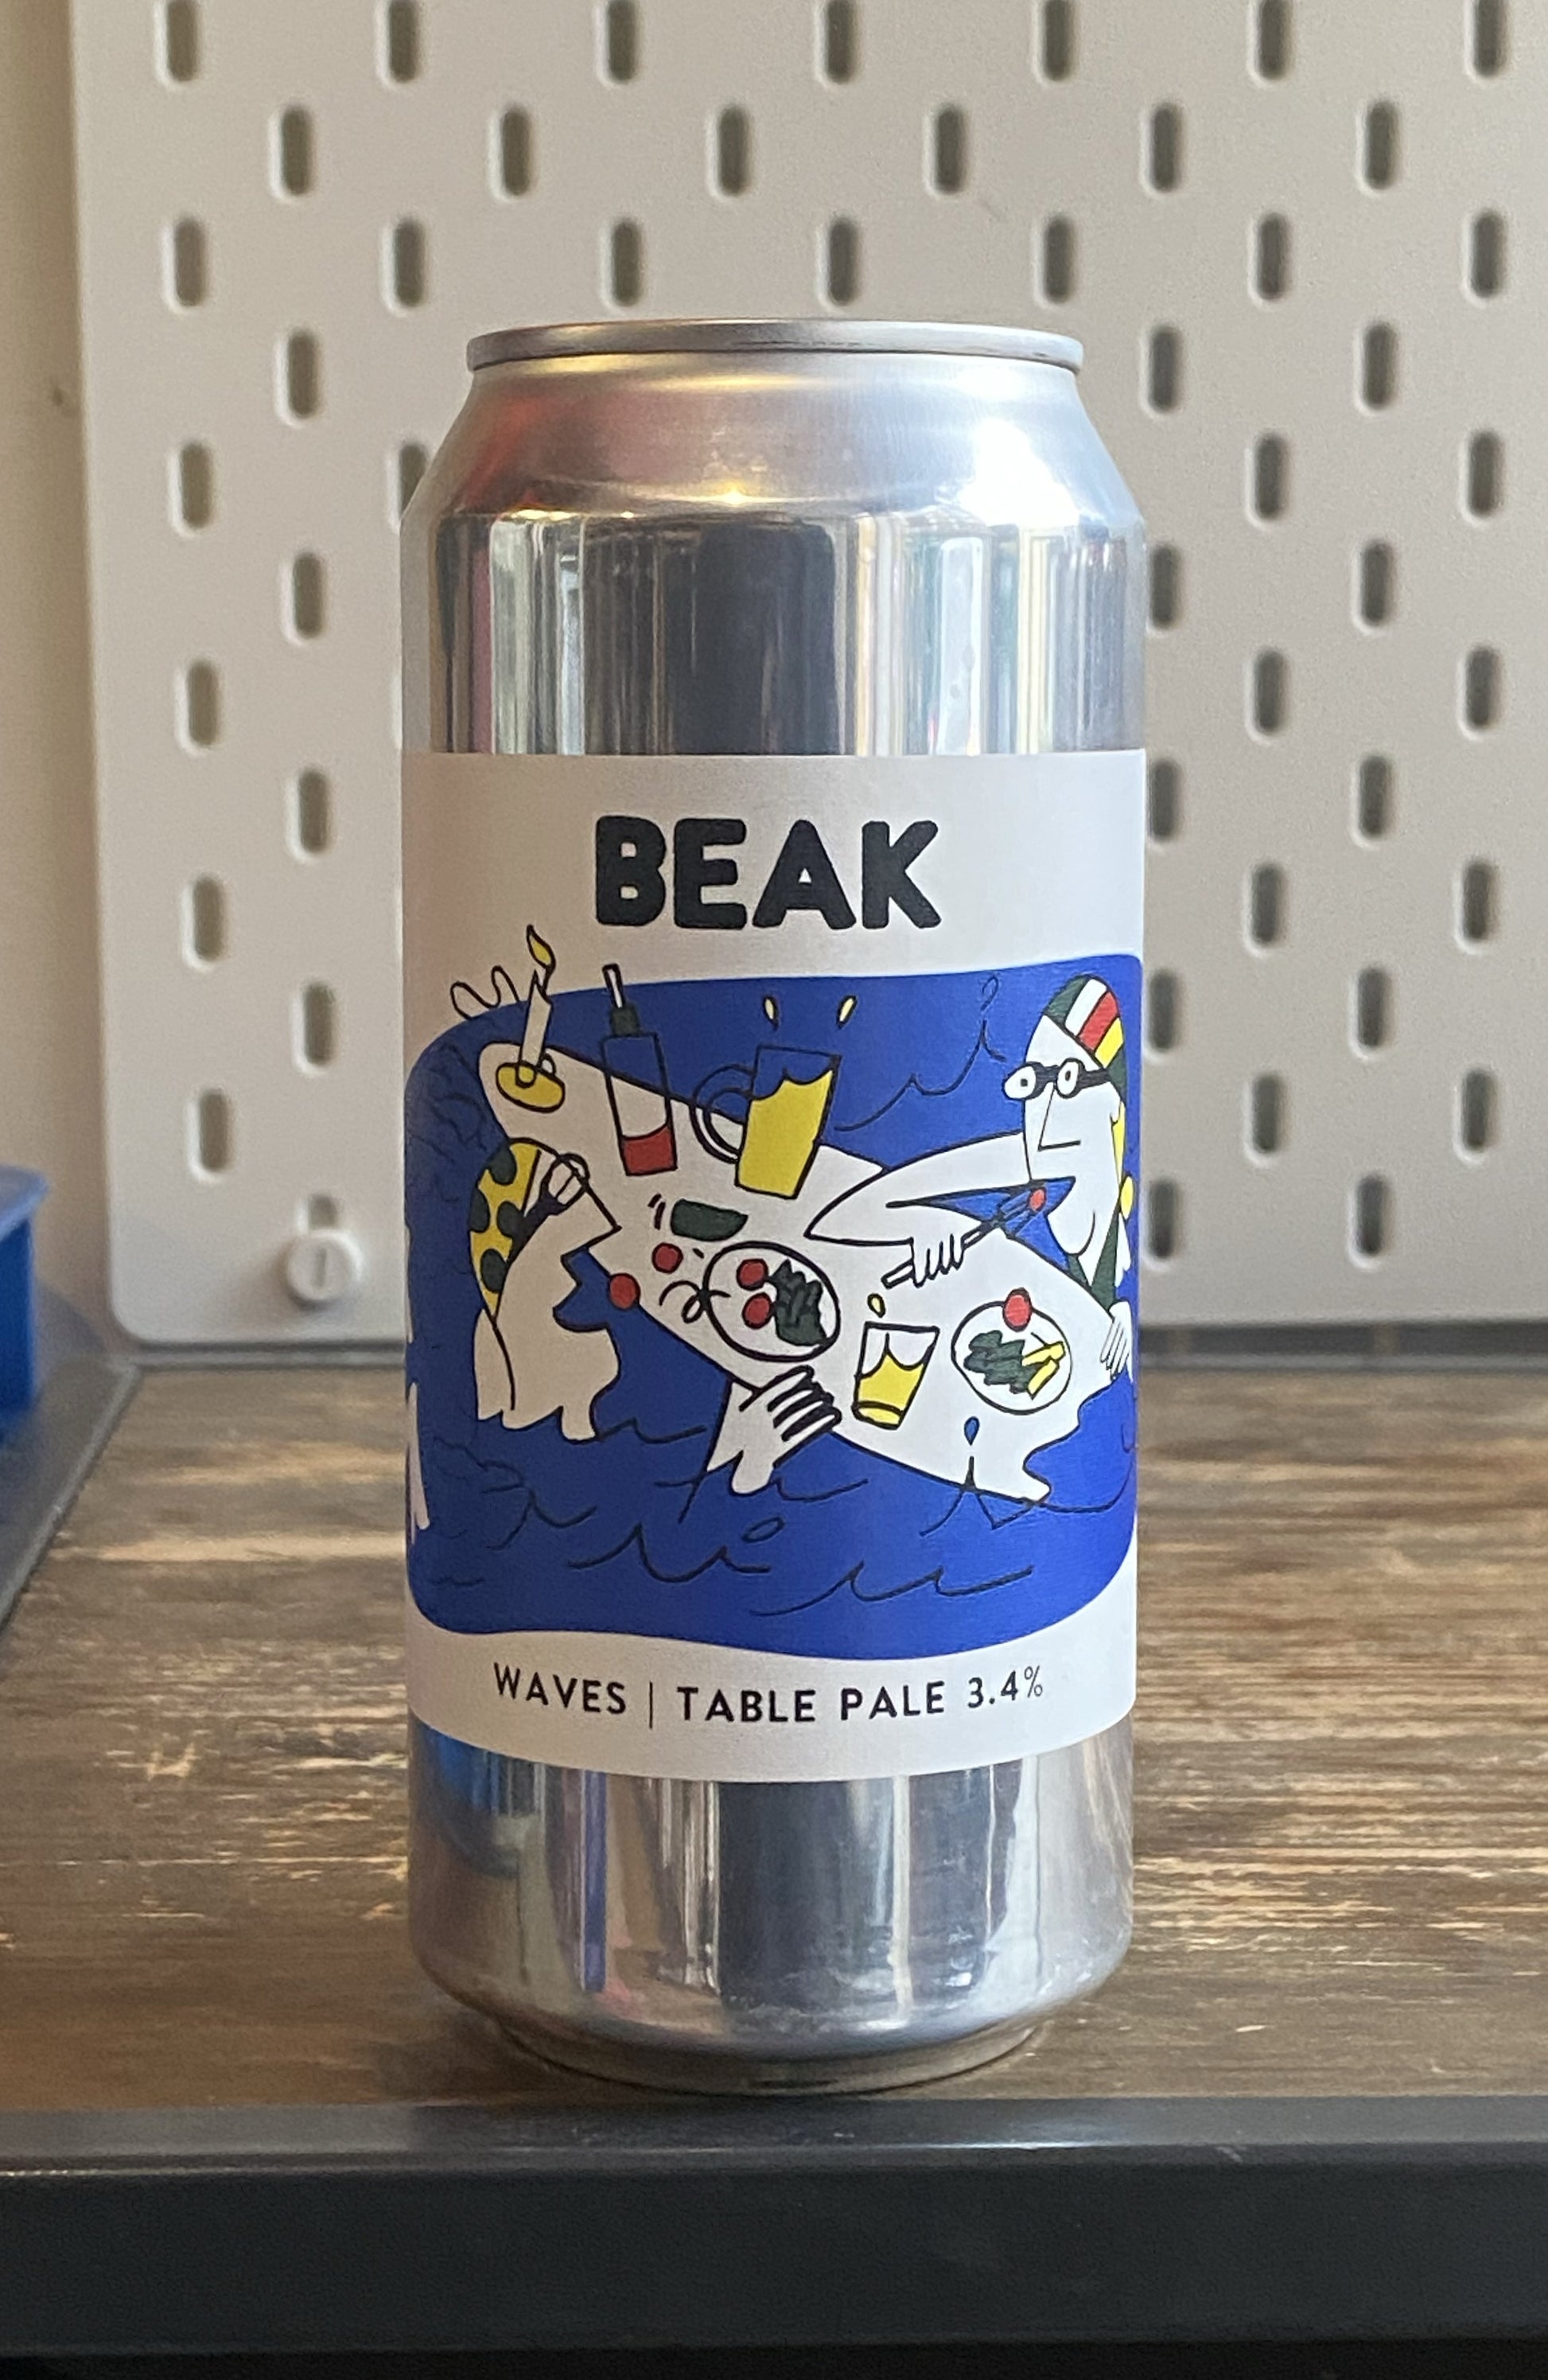 BEAK
WAVES | TABLE PALE 3.4%